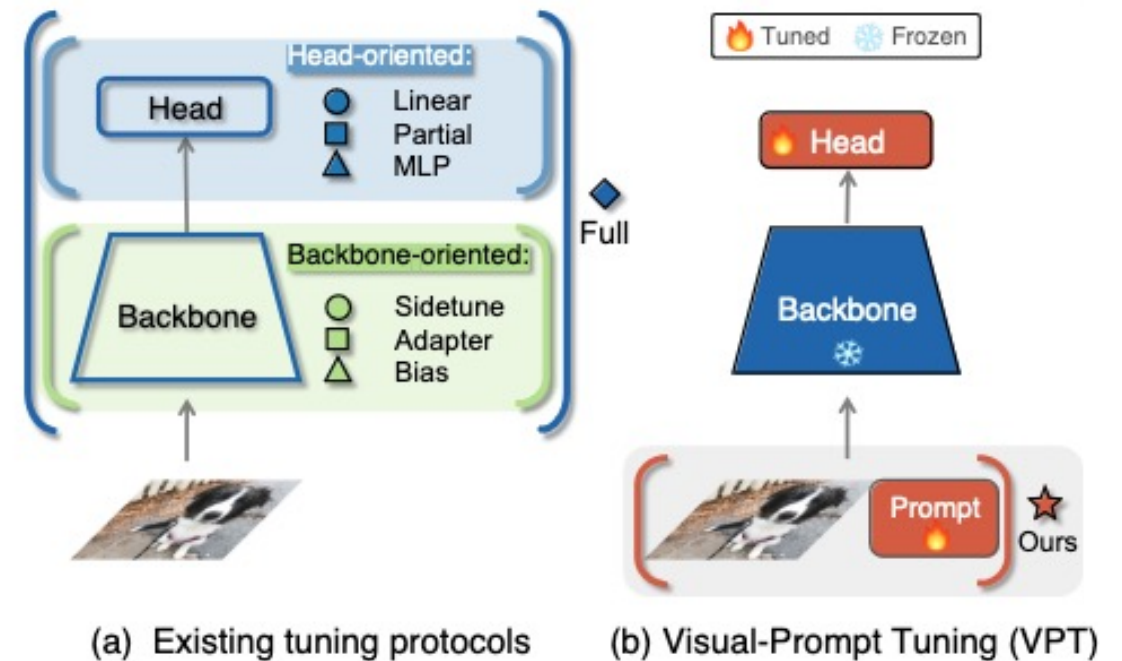 Head-oriented:
Head
Linear
Partial
MLP
Full
Backbone-oriented:
Backbone
Sidetune
Adapter
Bias
(a) Existing tuning protocols
Tuned Frozen
Head
Backbone
Prompt
Ours
(b) Visual-Prompt Tuning (VPT)